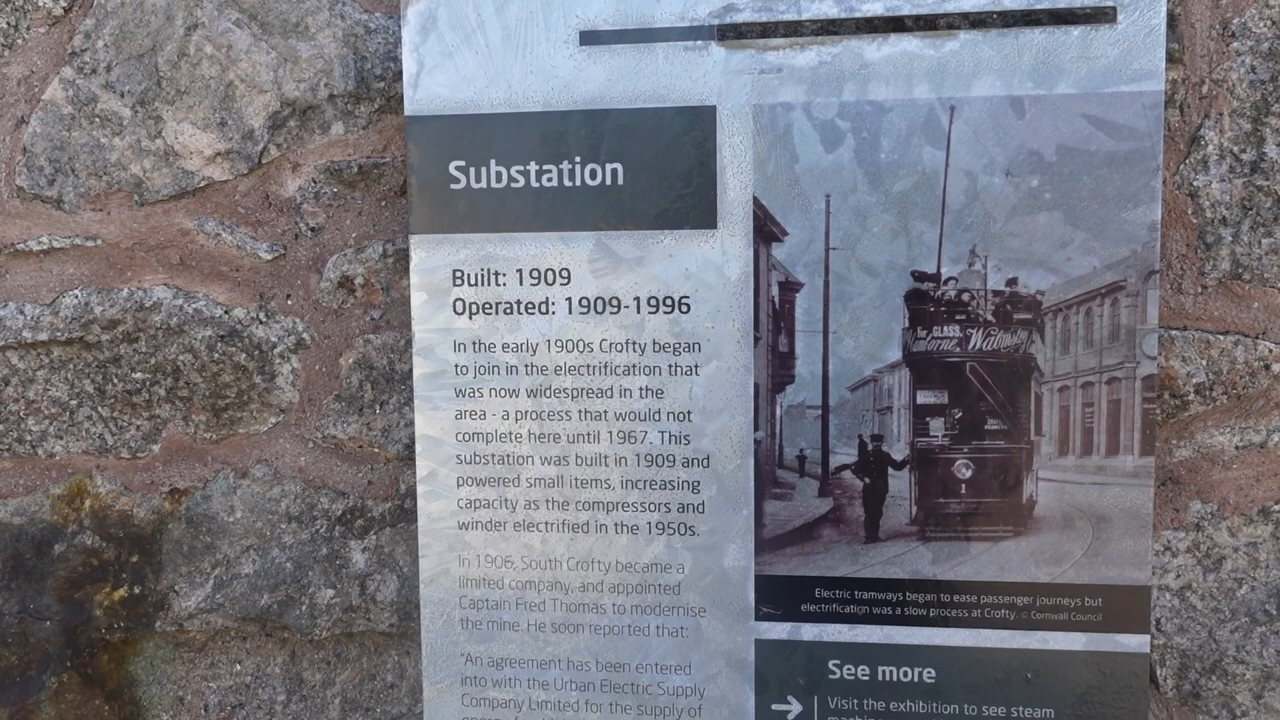 Substation
Built: 1909
Operated: 1909-1996
In the early 1900s Crofty began
to join in the electrification that
was now widespread in the
area - a process that would not
complete here until 1967. This
substation was built in 1909 and
powered small items, increasing
capacity as the compressors and
winder electrified in the 1950s.
In 1906, South Crofty became a
limited company, and appointed
Captain Fred Thomas to modernise
the mine. He soon reported that:
"An agreement has been entered
into with the Urban Electric Supply
Company Limited for the supply of
For GLASS,
Camborne, Walmsley
1
Electric tramways began to ease passenger journeys but
electrification was a slow process at Crofty. © Cornwall Council
See more
Visit the exhibition to see steam